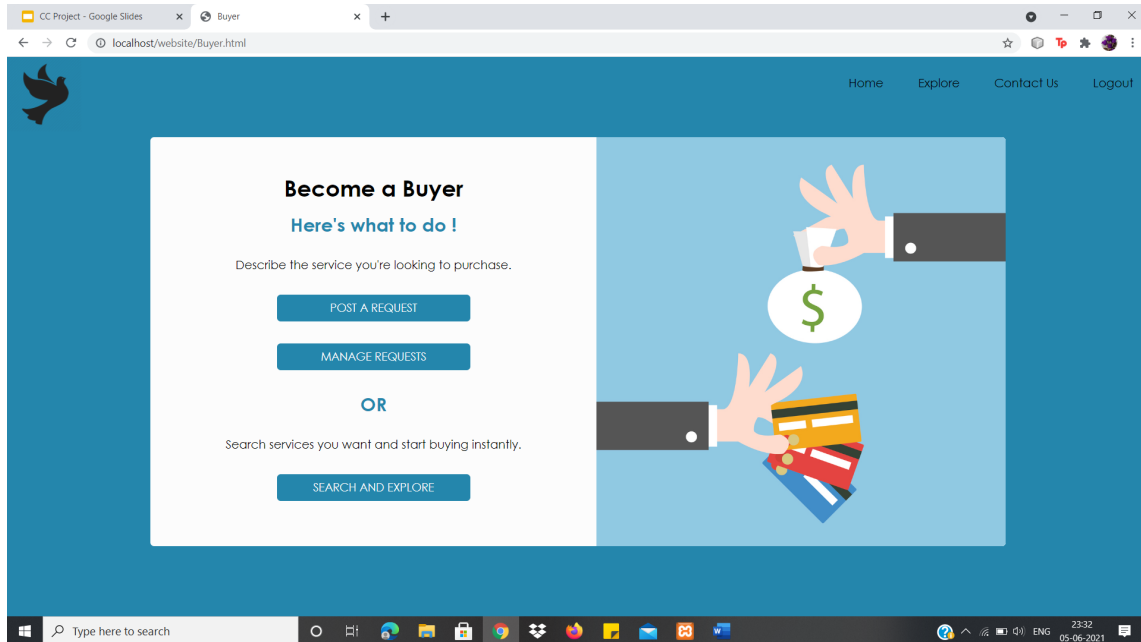 CC Project - Google Slides
Buyer
localhost/website/Buyer.html
Tp
Home
Explore
Contact Us
Logout
Become a Buyer
Here's what to do !
Describe the service you're looking to purchase.
POST A REQUEST
MANAGE REQUESTS
OR
Search services you want and start buying instantly.
SEARCH AND EXPLORE
$
Type here to search
ENG
23:32
05-06-2021